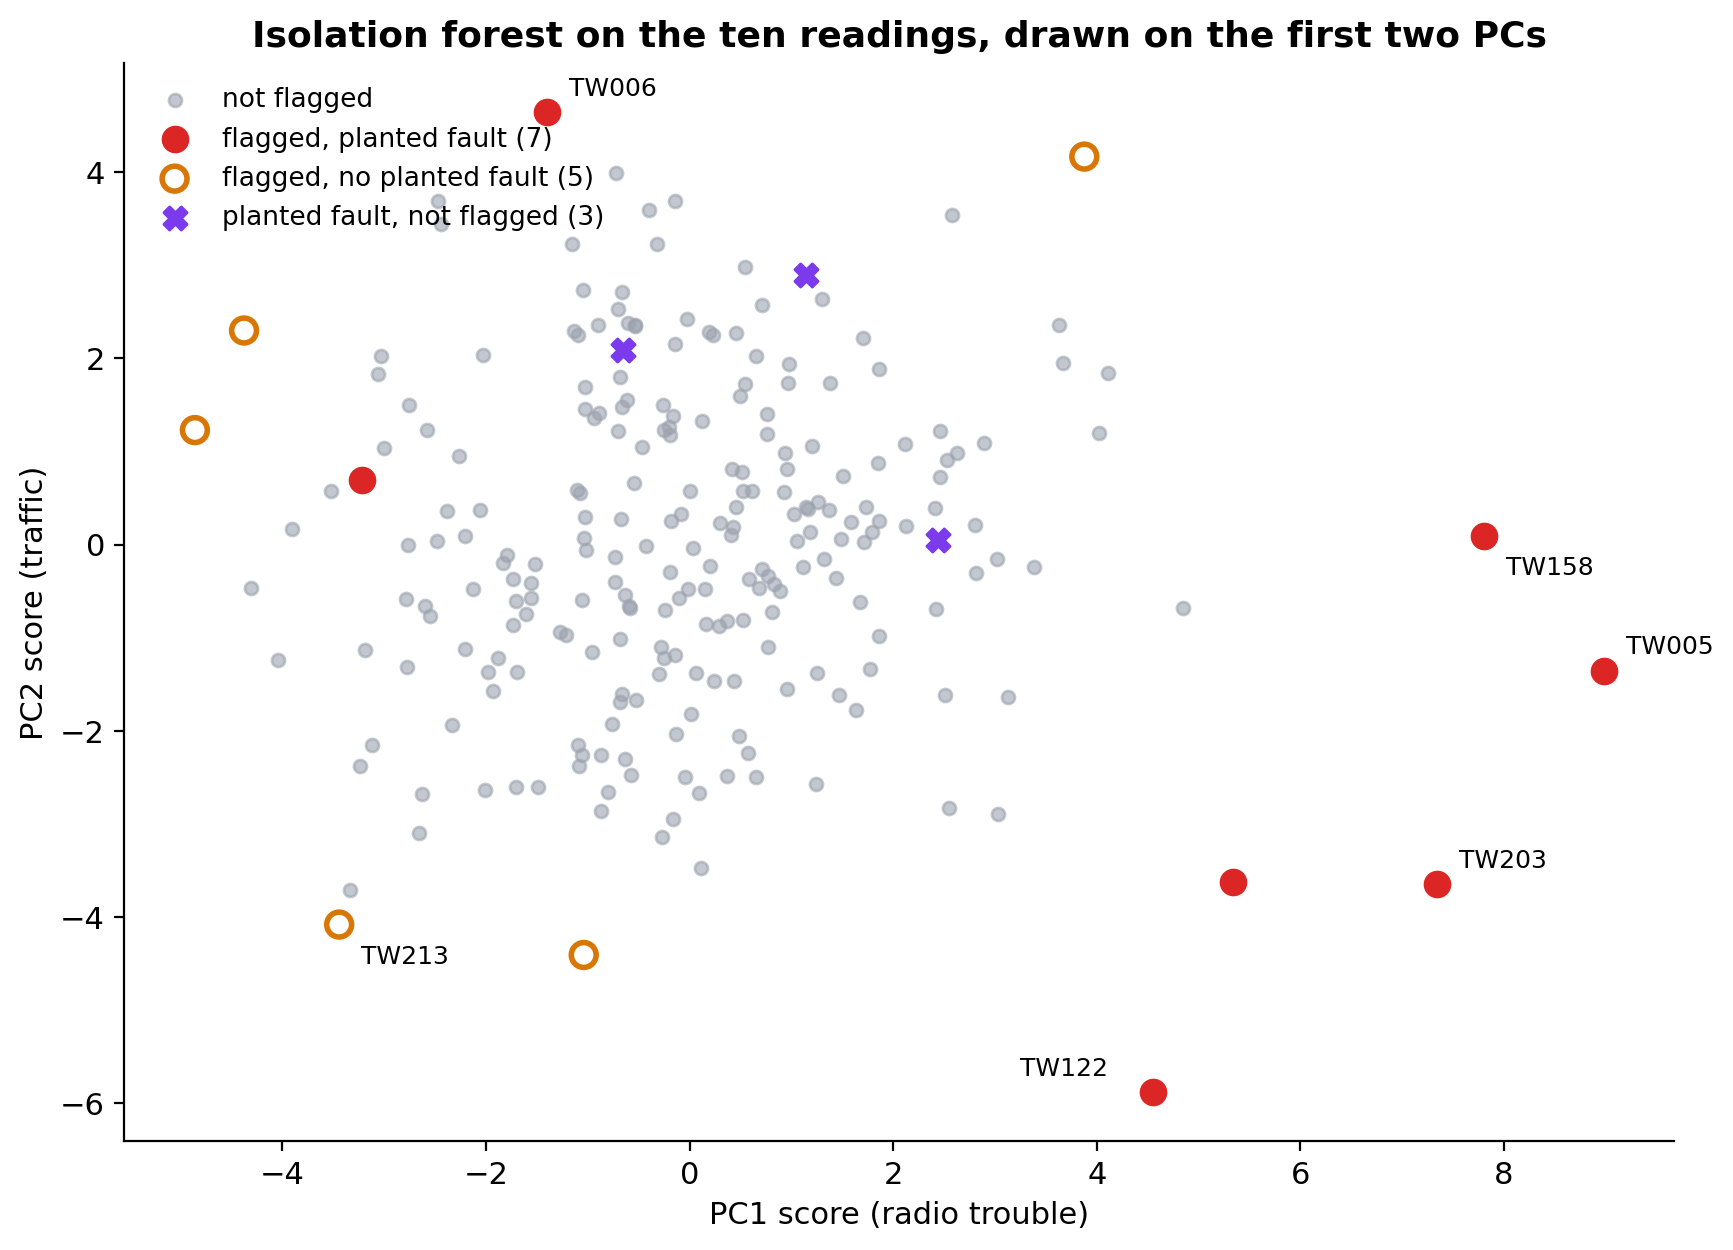 Isolation forest on the ten readings, drawn on the first two PCs
not flagged
flagged, planted fault (7)
flagged, no planted fault (5)
planted fault, not flagged (3)
TW006
TW158
TW005
TW203
TW213
TW122
4
2
0
−2
−4
−6
PC2 score (traffic)
−4
−2
0
2
4
6
8
PC1 score (radio trouble)